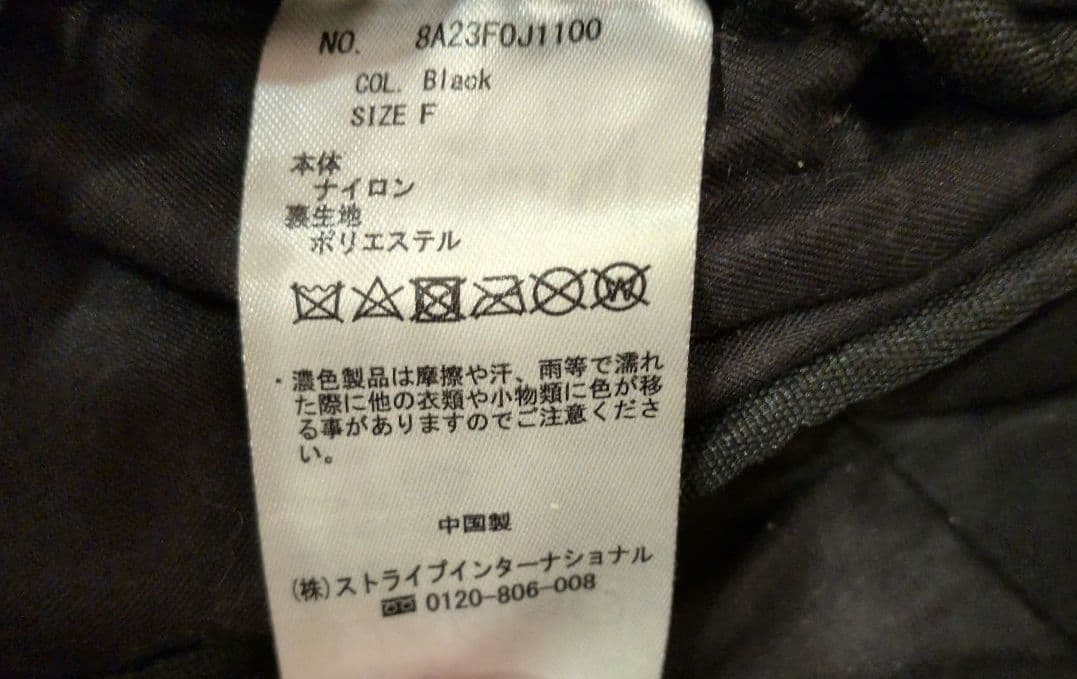 NO. 8A23F0J1100
COL. Black
SIZE F
本体
ナイロン
裏生地
ポリエステル
W
・濃色製品は摩擦や汗、雨等で濡れ
た際に他の衣類や小物類に色が移
る事がありますのでご注意くださ
い。
中国製
(株)ストライプインターナショナル
0120-806-008